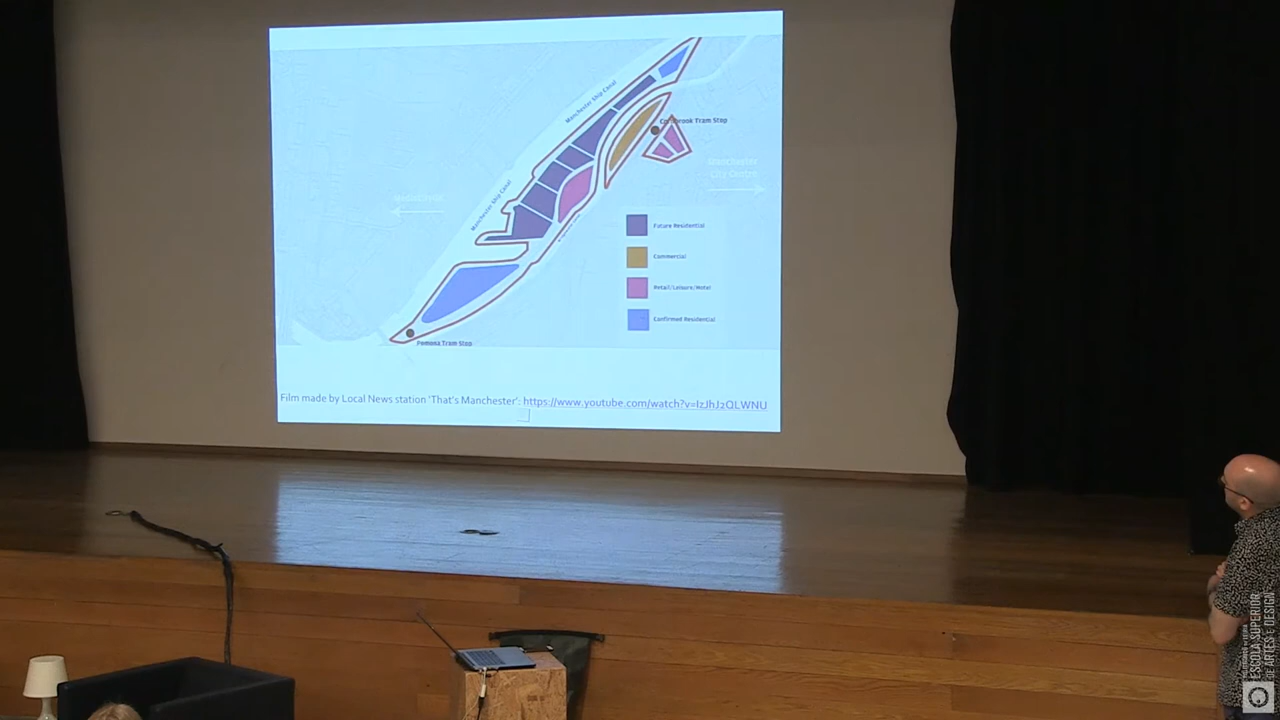 Manchester Ship Canal
Cornbrook Tram Stop
Manchester
City Centre
Manchester Ship Canal
Future Residential
Commercial
Retail/Leisure/Hotel
Confirmed Residential
Pomona Tram Stop
Film made by Local News station 'That's Manchester': https://www.youtube.com/watch?v=IzJhJ2QLWNU
ESCOLA SUPERIOR
DE ARTES E DESIGN